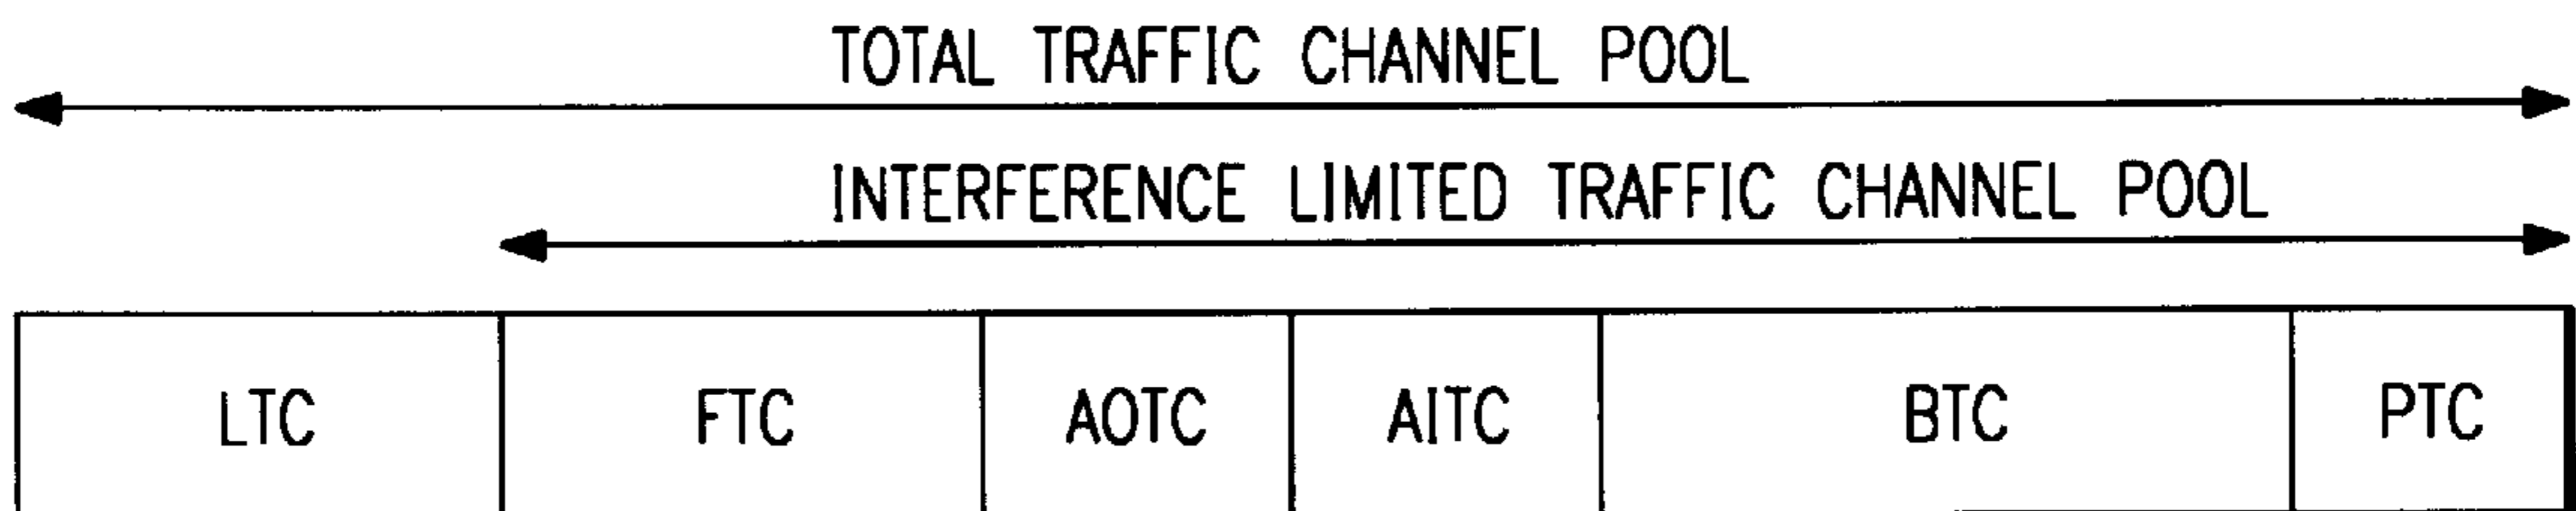 TOTAL TRAFFIC CHANNEL POOL
INTERFERENCE LIMITED TRAFFIC CHANNEL POOL
LTC FTC AOTC AITC BTC PTC